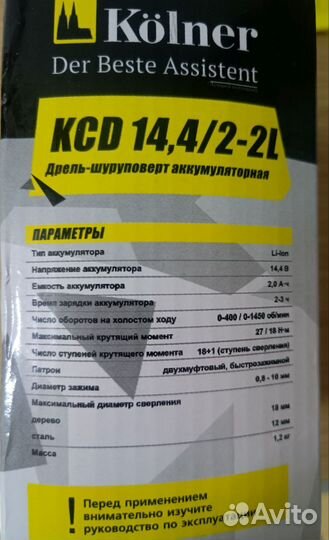 Kölner
Der Beste Assistent
KCD 14,4/2-2L
Дрель-шуруповерт аккумуляторная
ПАРАМЕТРЫ
Тип аккумулятора Li-Ion
Напряжение аккумулятора 14,4 В
Емкость аккумулятора 2,0 А·ч
Время зарядки аккумулятора 2-3 ч
Число оборотов на холостом ходу 0-400 / 0-1450 об/мин
Максимальный крутящий момент 27 / 18 Н·м
Число ступеней крутящего момента 18+1 (ступень сверления)
Патрон двухмуфтовый, быстрозажимной
Диаметр зажима 0,8 - 10 мм
Максимальный диаметр сверления
дерево 18 мм
сталь 12 мм
Масса 1,2 кг
! Перед применением
внимательно изучите
руководство по эксплуатации
Avito